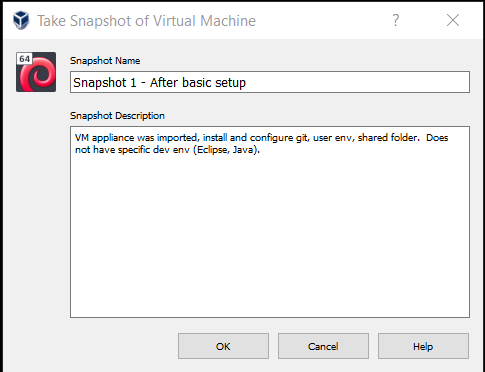 Take Snapshot of Virtual Machine
?
64
Snapshot Name
Snapshot 1 - After basic setup
Snapshot Description
VM appliance was imported, install and configure git, user env, shared folder.  Does
not have specific dev env (Eclipse, Java).
OK
Cancel
Help